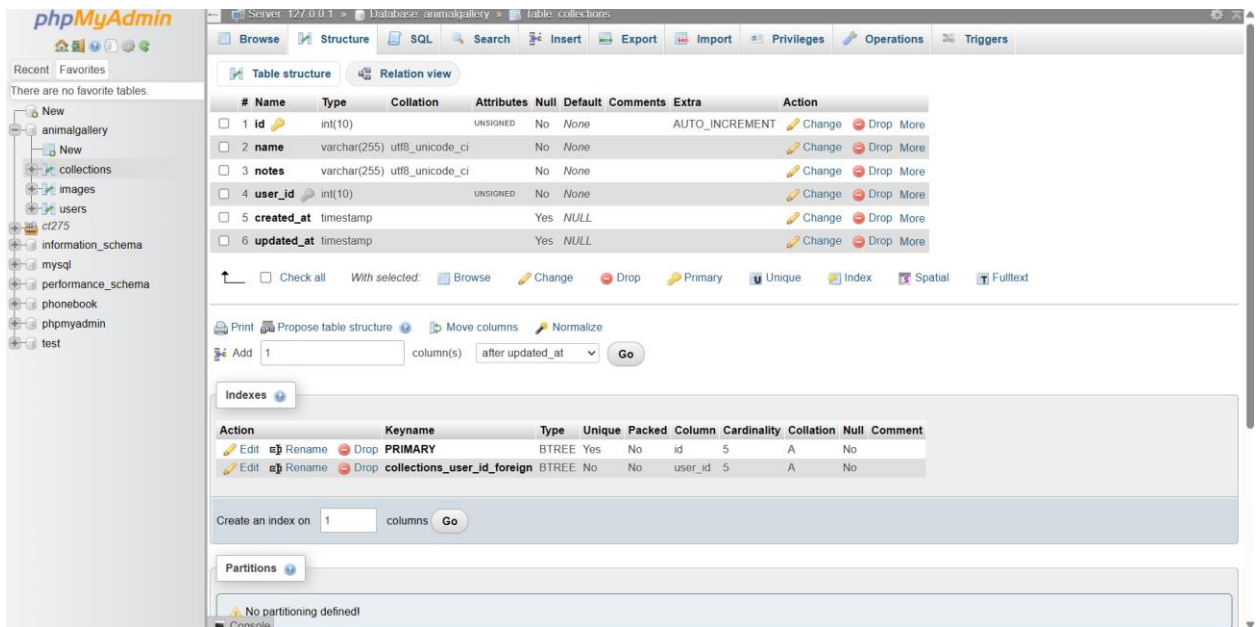 phpMyAdmin
Recent Favorites
There are no favorite tables.
New
animalgallery
New
collections
images
users
ct275
information_schema
mysql
performance_schema
phonebook
phpmyadmin
test
Server: 127.0.0.1 » Database: animalgallery » Table: collections
Browse Structure SQL Search Insert Export Import Privileges Operations Triggers
Table structure Relation view
# Name Type Collation Attributes Null Default Comments Extra Action
1 id int(10) UNSIGNED No None AUTO_INCREMENT Change Drop More
2 name varchar(255) utf8_unicode_ci No None Change Drop More
3 notes varchar(255) utf8_unicode_ci No None Change Drop More
4 user_id int(10) UNSIGNED No None Change Drop More
5 created_at timestamp Yes NULL Change Drop More
6 updated_at timestamp Yes NULL Change Drop More
Check all With selected: Browse Change Drop Primary Unique Index Spatial Fulltext
Print Propose table structure Move columns Normalize
Add 1 column(s) after updated_at Go
Indexes
Action Keyname Type Unique Packed Column Cardinality Collation Null Comment
Edit Rename Drop PRIMARY BTREE Yes No id 5 A No
Edit Rename Drop collections_user_id_foreign BTREE No No user_id 5 A No
Create an index on 1 columns Go
Partitions
No partitioning defined!
Console